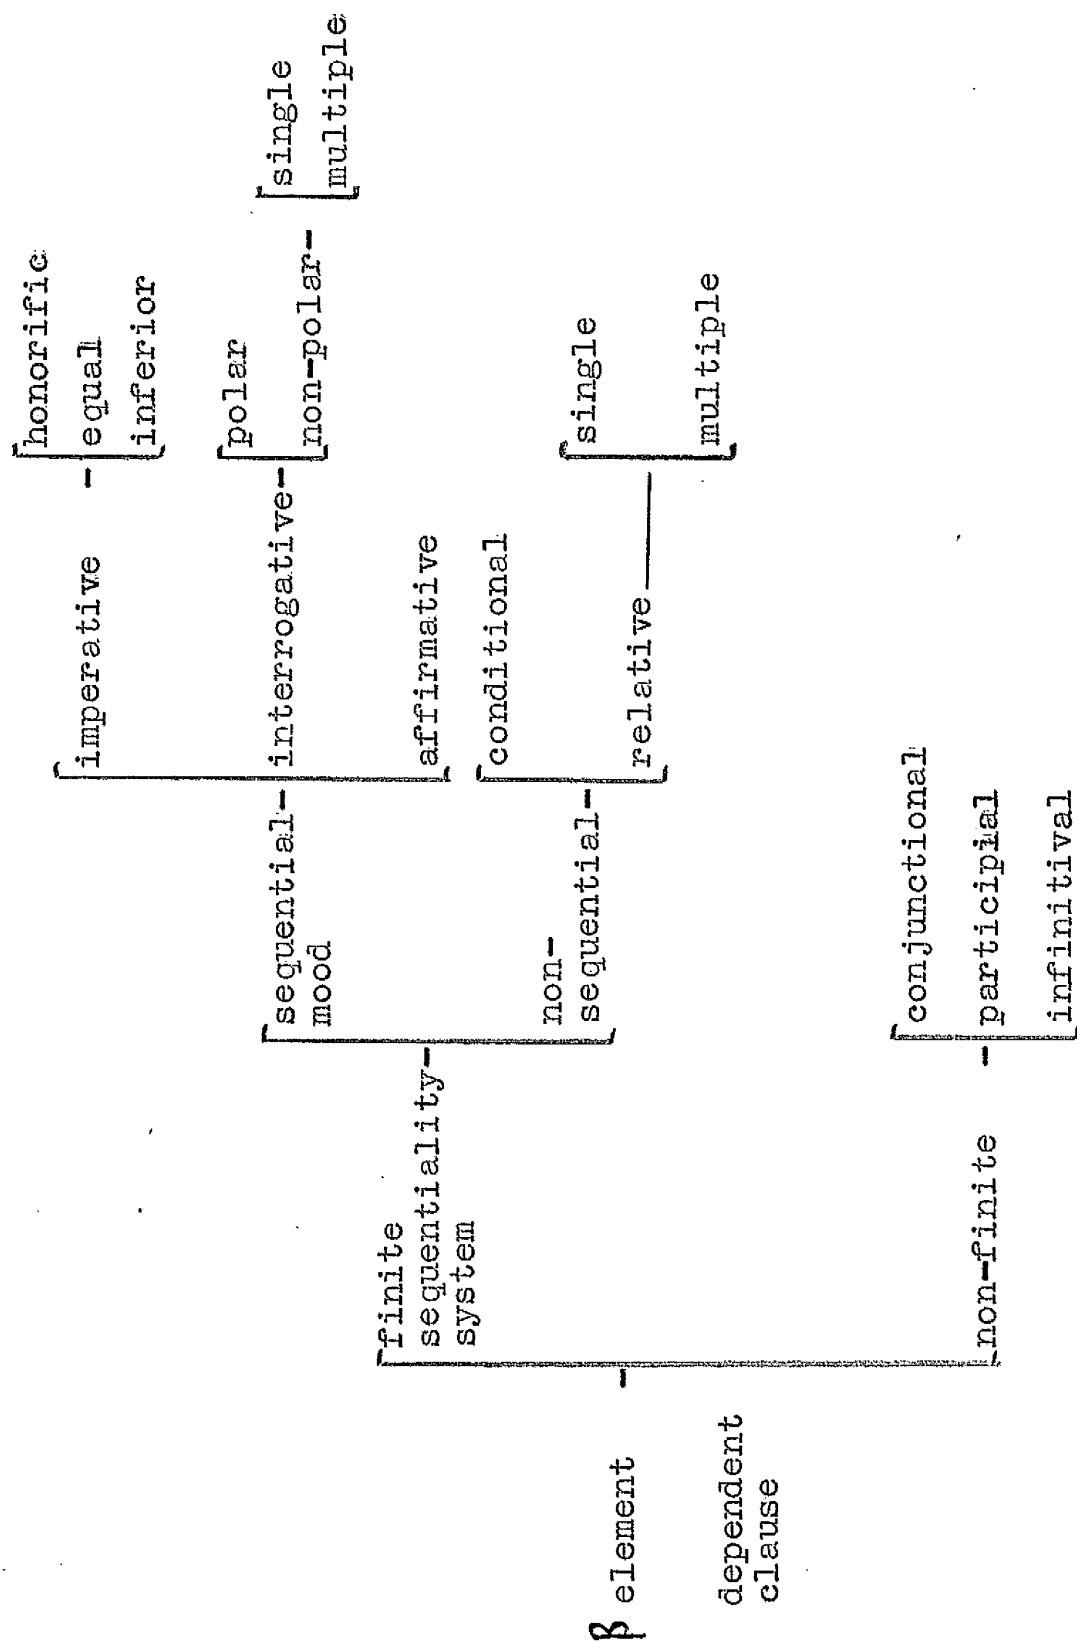 β element
dependent
clause
finite
sequentiality
system
non-finite
sequential
mood
non-
sequential
conjunctional
participial
infinitival
imperative
interrogative
affirmative
conditional
relative
honorific
equal
inferior
polar
non-polar
single
multiple
single
multiple